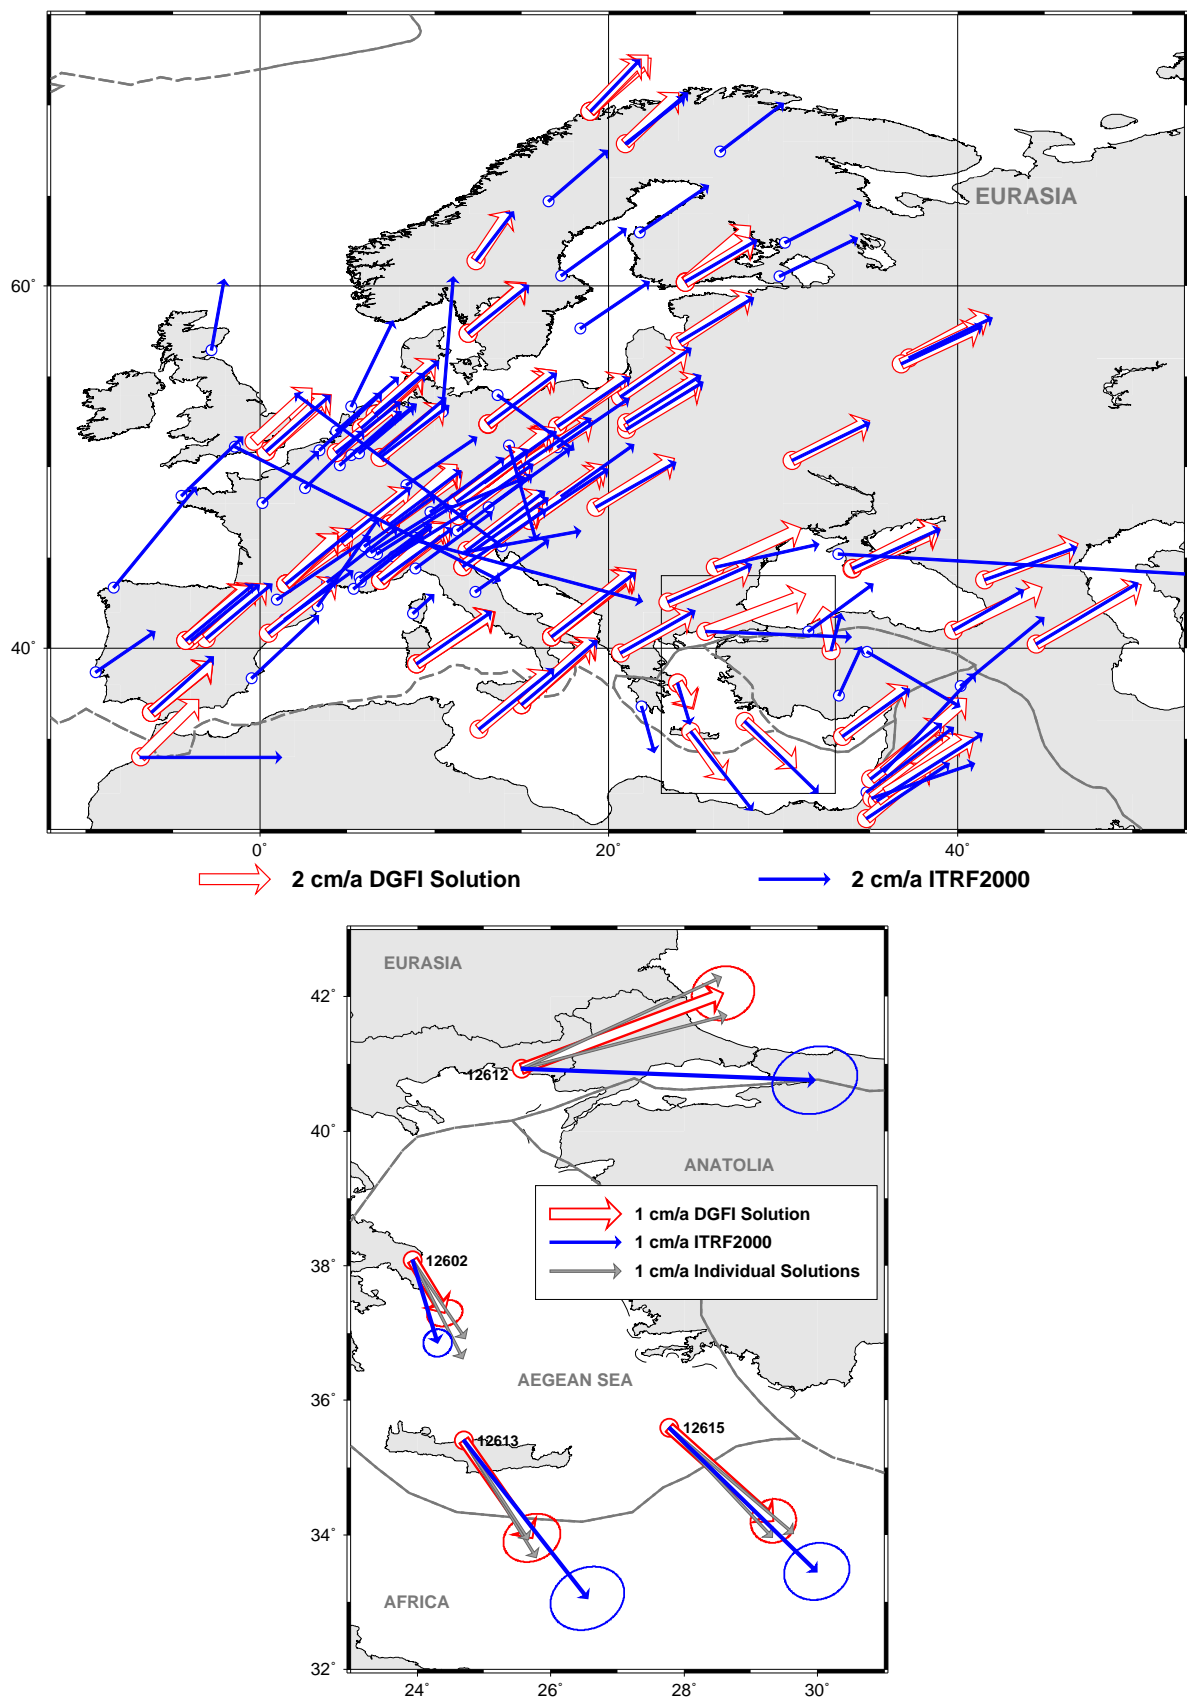 EURASIA
60˚
40˚
0˚
20˚
40˚
2 cm/a DGFI Solution
2 cm/a ITRF2000
EURASIA
42˚
12612
40˚
ANATOLIA
1 cm/a DGFI Solution
1 cm/a ITRF2000
1 cm/a Individual Solutions
38˚
12602
AEGEAN SEA
36˚
12613
12615
34˚
AFRICA
32˚
24˚
26˚
28˚
30˚